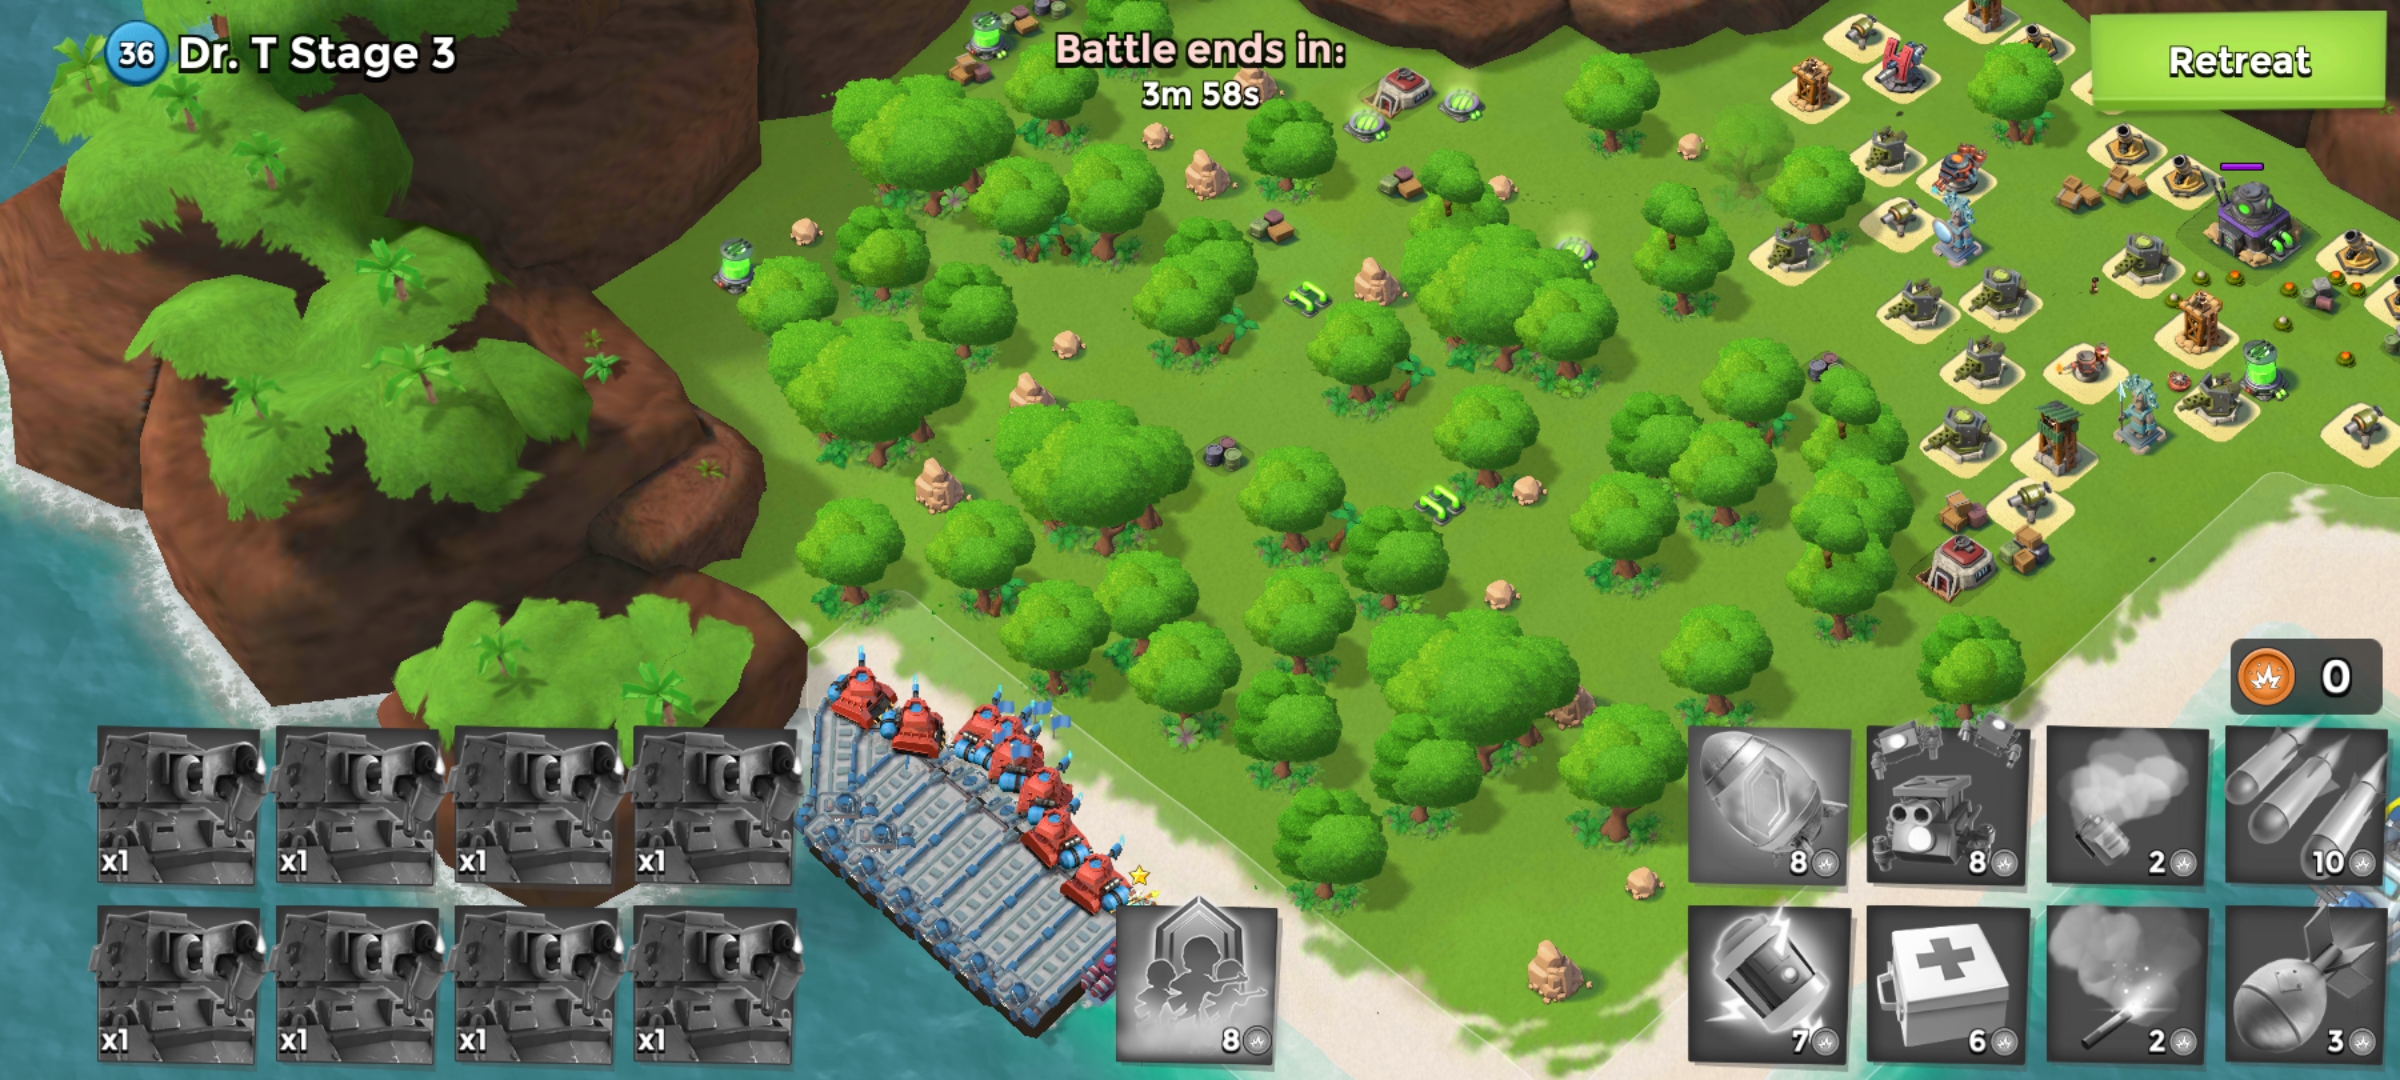 36 Dr. T Stage 3
Battle ends in:
3m 58s
Retreat
0
x1 x1 x1 x1
8 8 2 10
x1 x1 x1 x1
8
7 6 2 3